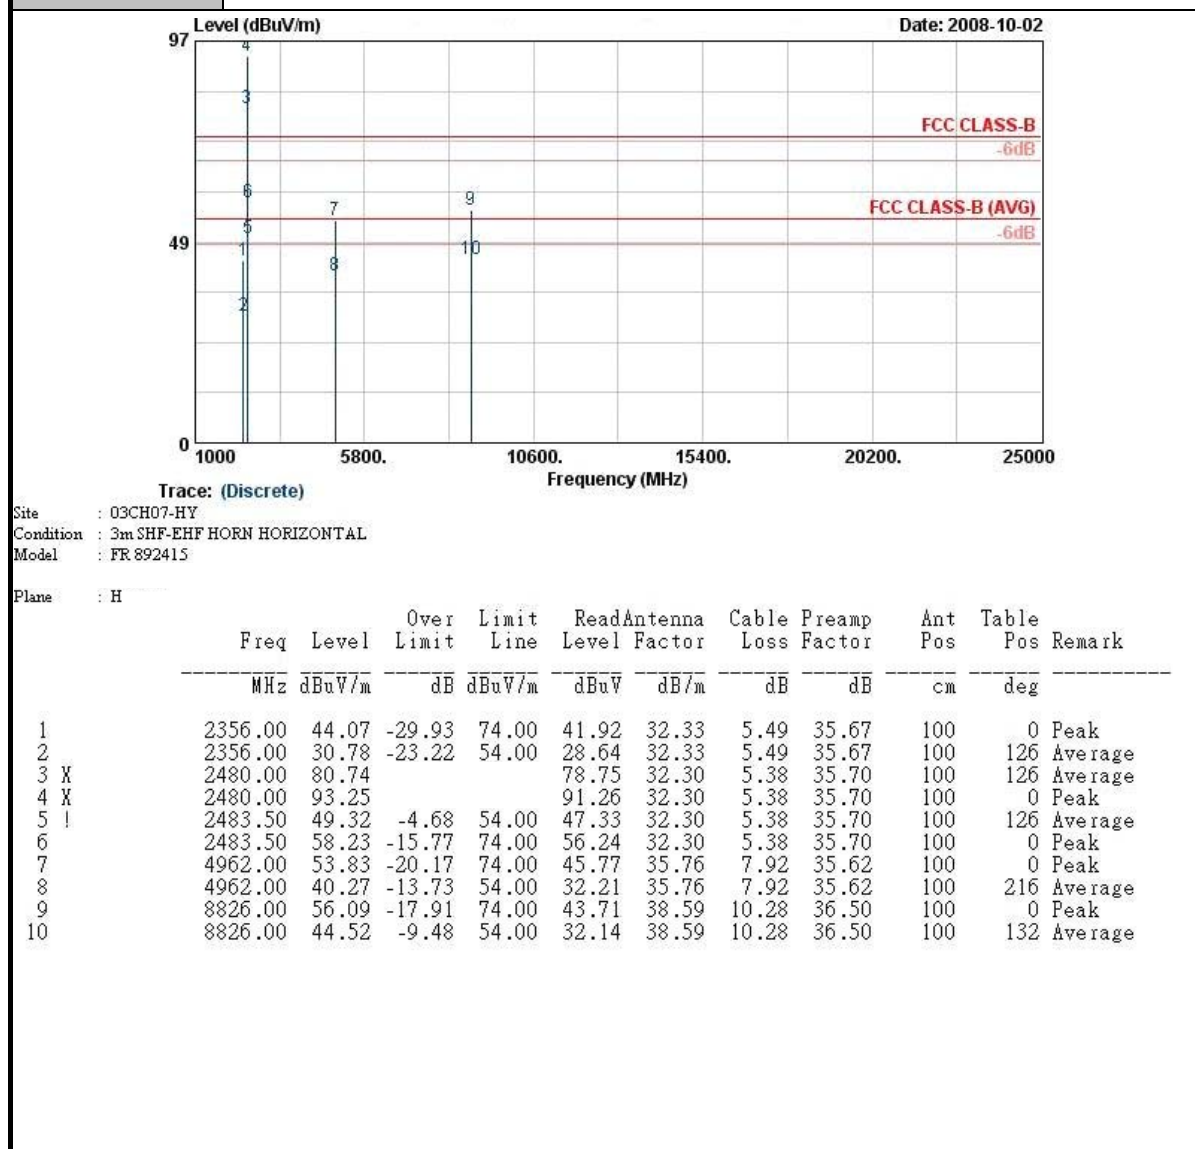 Level (dBuV/m) Date: 2008-10-02
97
4
3
FCC CLASS-B
-6dB
6
7
9
FCC CLASS-B (AVG)
5
-6dB
49
1
10
8
2
0
1000 5800. 10600. 15400. 20200. 25000
Frequency (MHz)
Trace: (Discrete)
Site : 03CH07-HY
Condition : 3m SHF-EHF HORN HORIZONTAL
Model : FR 892415
Plane : H
Over Limit ReadAntenna Cable Preamp Ant Table
Freq Level Limit Line Level Factor Loss Factor Pos Pos Remark
MHz dBuV/m dB dBuV/m dBuV dB/m dB dB cm deg
1 2356.00 44.07 -29.93 74.00 41.92 32.33 5.49 35.67 100 0 Peak
2 2356.00 30.78 -23.22 54.00 28.64 32.33 5.49 35.67 100 126 Average
3 X 2480.00 80.74 78.75 32.30 5.38 35.70 100 126 Average
4 X 2480.00 93.25 91.26 32.30 5.38 35.70 100 0 Peak
5 ! 2483.50 49.32 -4.68 54.00 47.33 32.30 5.38 35.70 100 126 Average
6 2483.50 58.23 -15.77 74.00 56.24 32.30 5.38 35.70 100 0 Peak
7 4962.00 53.83 -20.17 74.00 45.77 35.76 7.92 35.62 100 0 Peak
8 4962.00 40.27 -13.73 54.00 32.21 35.76 7.92 35.62 100 216 Average
9 8826.00 56.09 -17.91 74.00 43.71 38.59 10.28 36.50 100 0 Peak
10 8826.00 44.52 -9.48 54.00 32.14 38.59 10.28 36.50 100 132 Average